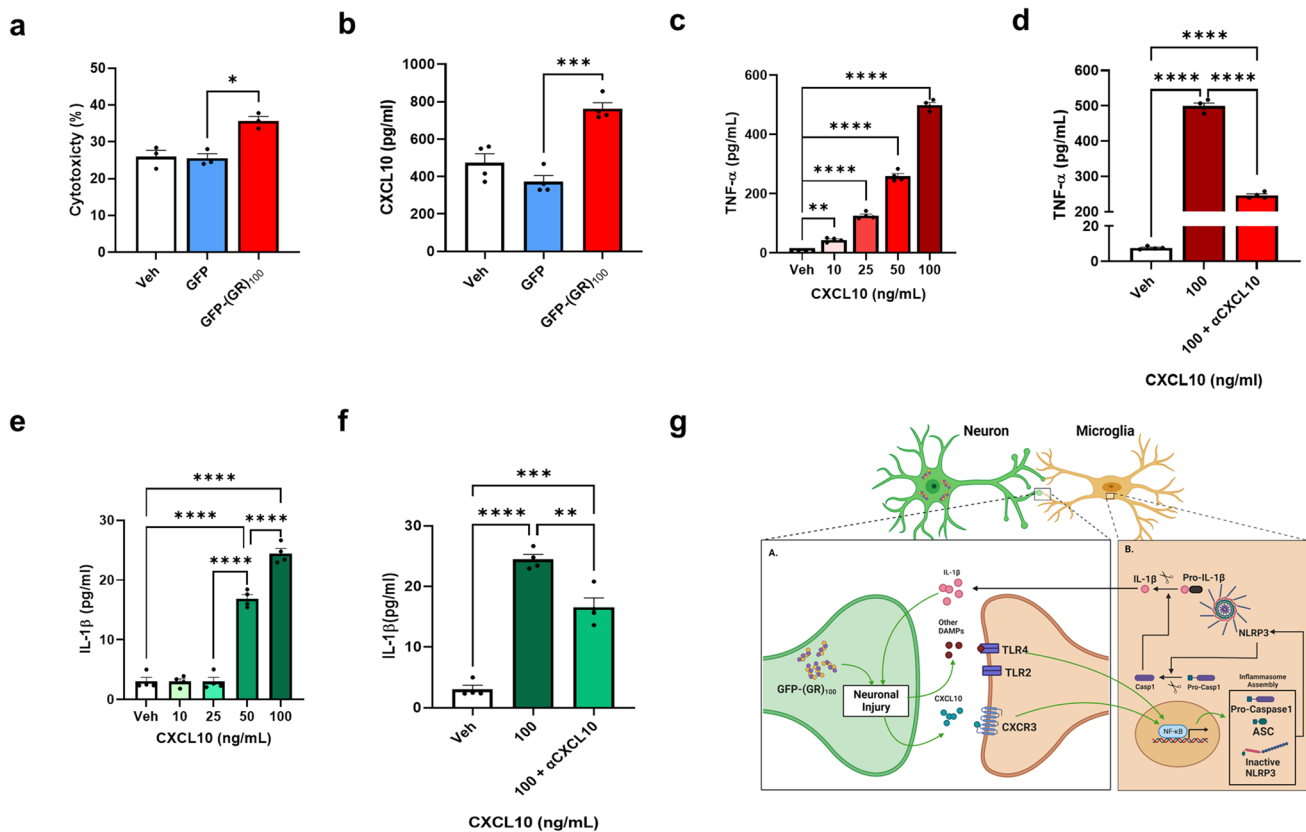 a
Cytotoxicty (%)
50
40
30
20
10
0
*
Veh
GFP
GFP-(GR)100
b
CXCL10 (pg/ml)
1000
800
600
400
200
0
***
Veh
GFP
GFP-(GR)100
c
TNF-α (pg/mL)
600
400
200
0
****
****
****
**
Veh 10 25 50 100
CXCL10 (ng/mL)
d
TNF-α (pg/mL)
600
500
400
300
200
20
0
****
**** ****
Veh
100
100 + αCXCL10
CXCL10 (ng/ml)
e
IL-1β (pg/ml)
30
20
10
0
****
**** ****
****
Veh 10 25 50 100
CXCL10 (ng/mL)
f
IL-1β(pg/ml)
30
20
10
0
***
**** **
Veh
100
100 + αCXCL10
CXCL10 (ng/mL)
g
Neuron
Microglia
A.
IL-1β
Other
DAMPs
GFP-(GR)100
Neuronal
Injury
CXCL10
TLR4
TLR2
CXCR3
B.
IL-1β
Pro-IL-1β
NLRP3
Casp1
Pro-Casp1
Inflammasome
Assembly
Pro-Caspase1
ASC
Inactive
NLRP3
NF-κB